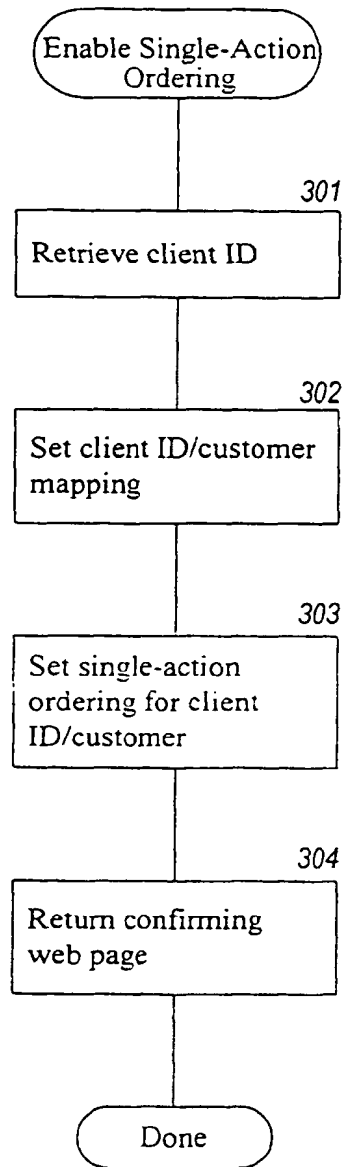 Enable Single-Action
Ordering
301
Retrieve client ID
302
Set client ID/customer
mapping
303
Set single-action
ordering for client
ID/customer
304
Return confirming
web page
Done